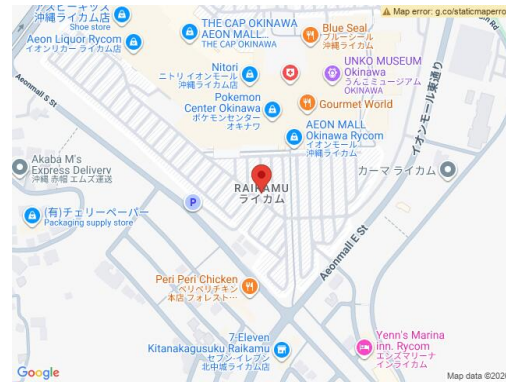 アスビーキッズ
沖縄ライカム店
Shoe store
Aeon Liquor Rycom
イオンリカー ライカム店
THE CAP OKINAWA
AEON MALL...
THE CAP OKINAWA
Blue Seal
ブルーシール
沖縄ライカム
Map error: g.co/staticmaperro
Nitori
ニトリ イオンモール
沖縄ライカム店
UNKO MUSEUM
Okinawa
うんこミュージアム
OKINAWA
Pokemon
Center Okinawa
ポケモンセンター
オキナワ
Gourmet World
AEON MALL
Okinawa Rycom
イオンモール
沖縄ライカム
イオンモール東通り
Aeonmall S St
Akaba M's
Express Delivery
沖縄 赤帽 エムズ運送
カーマ ライカム
RAIKAMU
ライカム
P
(有)チェリーペーパー
Packaging supply store
Aeonmall E St
Peri Peri Chicken
ペリペリチキン
本店 フォレスト…
7-Eleven
Kitanakagusuku Raikamu
セブン-イレブン
北中城ライカム店
Yenn's Marina
inn. Rycom
エンズマリーナ
インライカム
Google
Map data ©2026